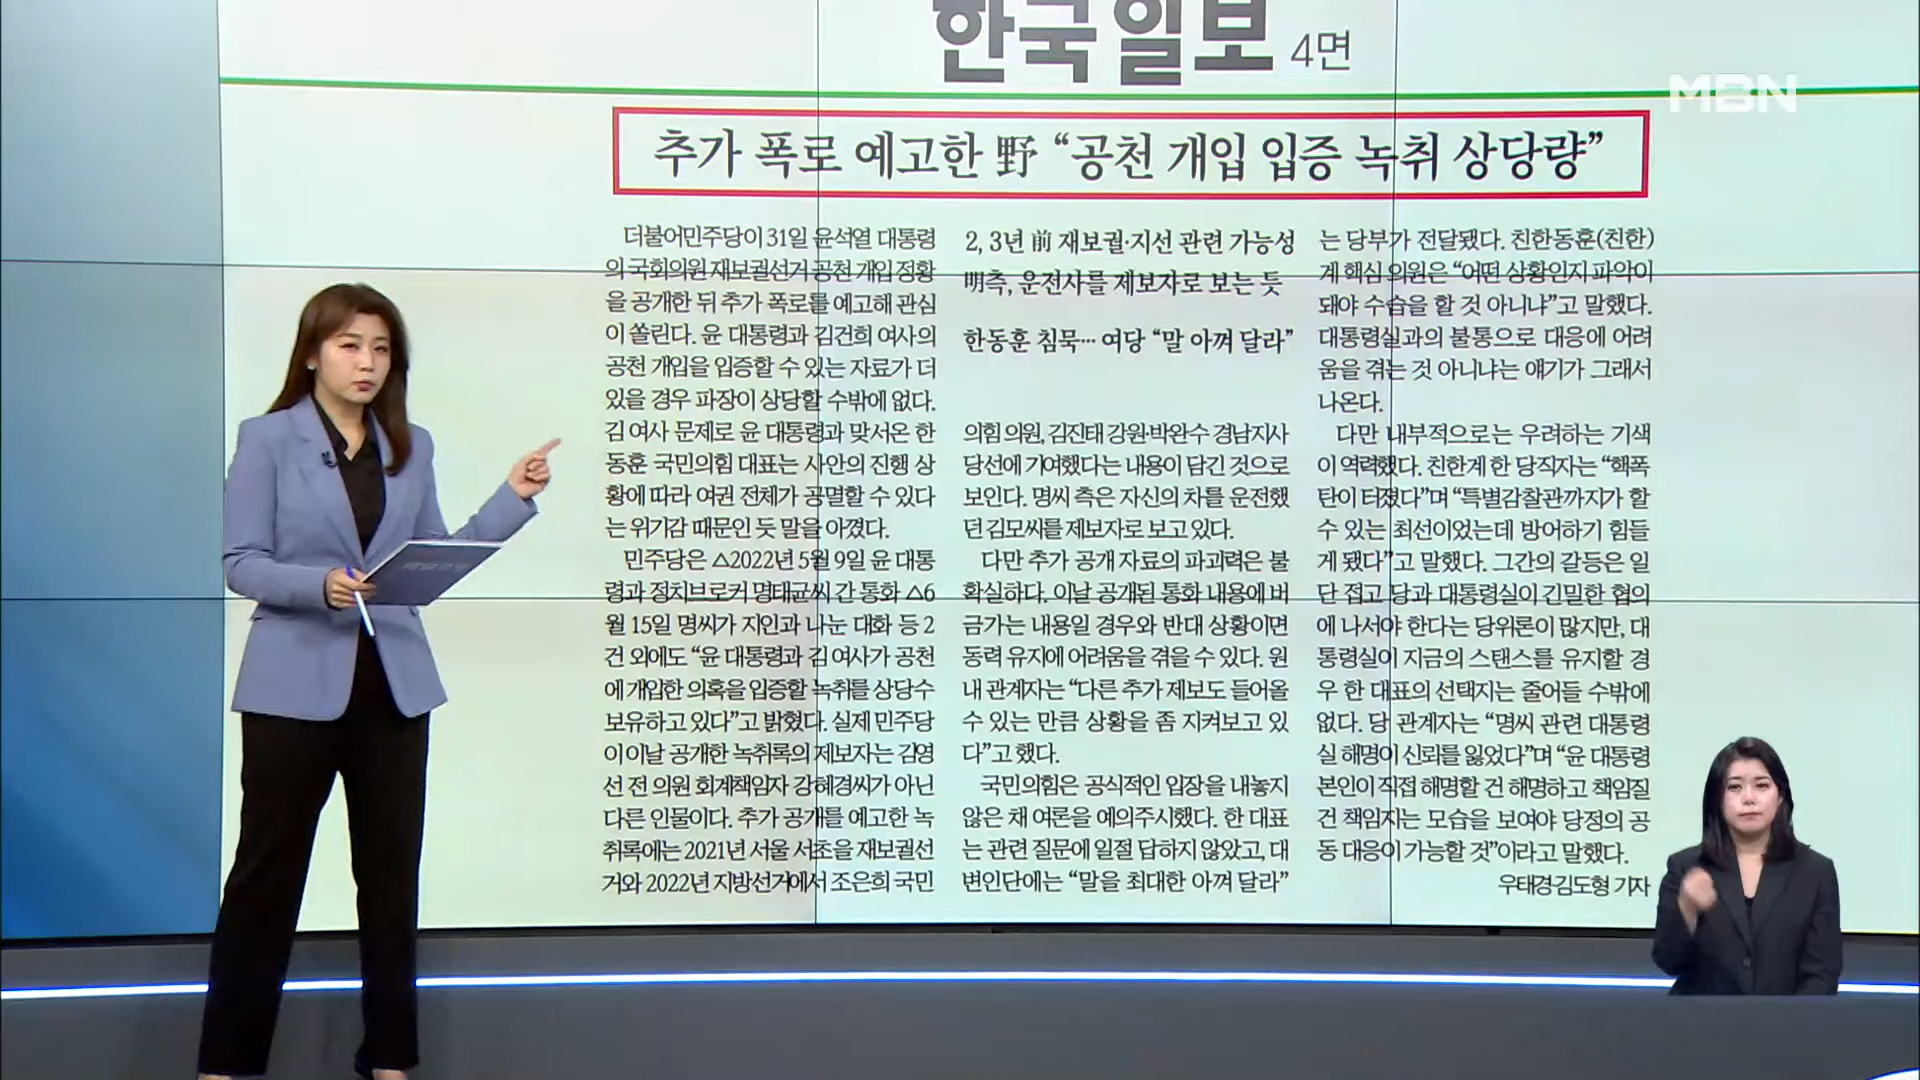 한국일보 4면
MBN
추가 폭로 예고한 野 “공천 개입 입증 녹취 상당량”
더불어민주당이 31일 윤석열 대통령
의 국회의원 재보궐선거 공천 개입 정황
을 공개한 뒤 추가 폭로를 예고해 관심
이 쏠린다. 윤 대통령과 김건희 여사의
공천 개입을 입증할 수 있는 자료가 더
있을 경우 파장이 상당할 수밖에 없다.
김 여사 문제로 윤 대통령과 맞서온 한
동훈 국민의힘 대표는 사안의 진행 상
황에 따라 여권 전체가 공멸할 수 있다
는 위기감 때문인 듯 말을 아꼈다.
민주당은 △2022년 5월 9일 윤 대통
령과 정치브로커 명태균씨 간 통화 △6
월 15일 명씨가 지인과 나눈 대화 등 2
건 외에도 “윤 대통령과 김 여사가 공천
에 개입한 의혹을 입증할 녹취를 상당수
보유하고 있다”고 밝혔다. 실제 민주당
이 이날 공개한 녹취록의 제보자는 김영
선 전 의원 회계책임자 강혜경씨가 아닌
다른 인물이다. 추가 공개를 예고한 녹
취록에는 2021년 서울 서초을 재보궐선
거와 2022년 지방선거에서 조은희 국민
2, 3년 前 재보궐·지선 관련 가능성
明측, 운전사를 제보자로 보는 듯
한동훈 침묵… 여당 “말 아껴 달라”
의힘 의원, 김진태 강원·박완수 경남지사
당선에 기여했다는 내용이 담긴 것으로
보인다. 명씨 측은 자신의 차를 운전했
던 김모씨를 제보자로 보고 있다.
다만 추가 공개 자료의 파괴력은 불
확실하다. 이날 공개된 통화 내용에 버
금가는 내용일 경우와 반대 상황이면
동력 유지에 어려움을 겪을 수 있다. 원
내 관계자는 “다른 추가 제보도 들어올
수 있는 만큼 상황을 좀 지켜보고 있
다”고 했다.
국민의힘은 공식적인 입장을 내놓지
않은 채 여론을 예의주시했다. 한 대표
는 관련 질문에 일절 답하지 않았고, 대
변인단에는 “말을 최대한 아껴 달라”
는 당부가 전달됐다. 친한동훈(친한)
계 핵심 의원은 “어떤 상황인지 파악이
돼야 수습을 할 것 아니냐”고 말했다.
대통령실과의 불통으로 대응에 어려
움을 겪는 것 아니냐는 얘기가 그래서
나온다.
다만 내부적으로는 우려하는 기색
이 역력했다. 친한계 한 당직자는 “핵폭
탄이 터졌다”며 “특별감찰관까지가 할
수 있는 최선이었는데 방어하기 힘들
게 됐다”고 말했다. 그간의 갈등은 일
단 접고 당과 대통령실이 긴밀한 협의
에 나서야 한다는 당위론이 많지만, 대
통령실이 지금의 스탠스를 유지할 경
우 한 대표의 선택지는 줄어들 수밖에
없다. 당 관계자는 “명씨 관련 대통령
실 해명이 신뢰를 잃었다”며 “윤 대통령
본인이 직접 해명할 건 해명하고 책임질
건 책임지는 모습을 보여야 당정의 공
동 대응이 가능할 것”이라고 말했다.
우태경·김도형 기자